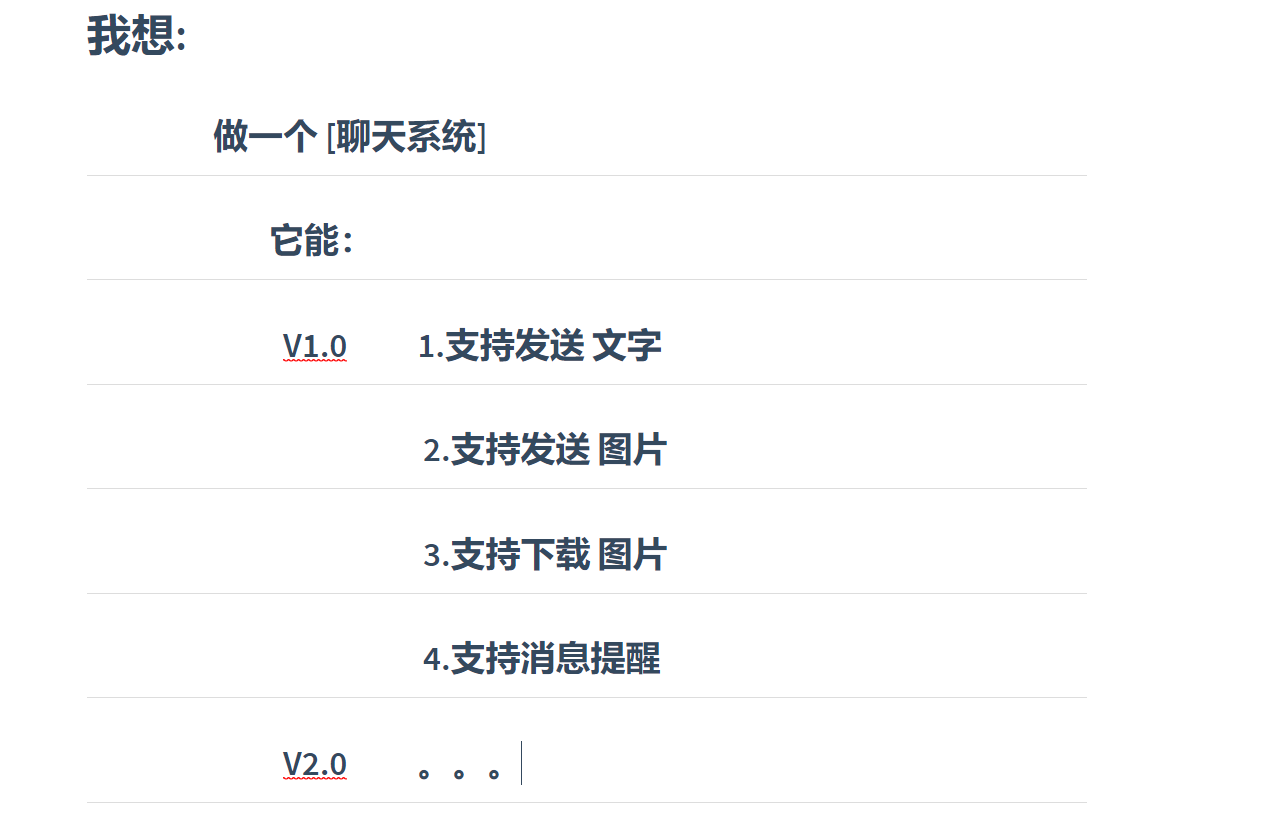 我想:
做一个 [聊天系统]
它能：
V1.0 1.支持发送 文字
2.支持发送 图片
3.支持下载 图片
4.支持消息提醒
V2.0 。。。